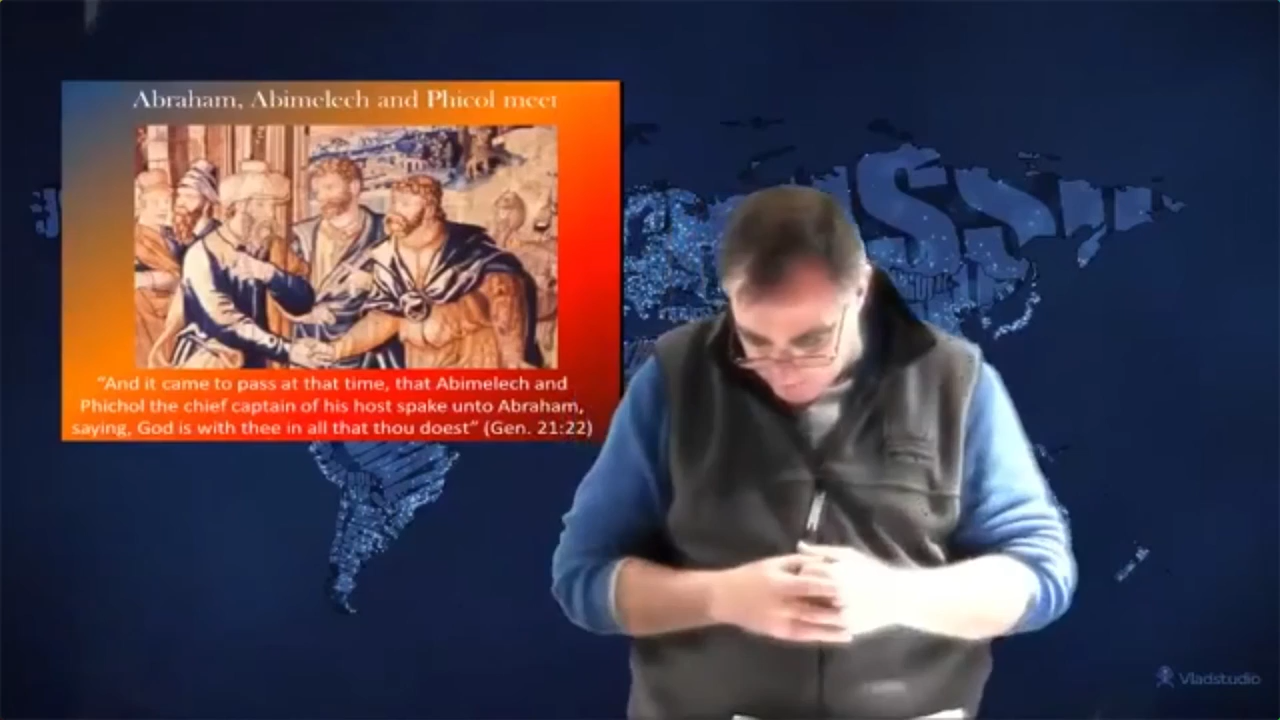 Abraham, Abimelech and Phicol meet
“And it came to pass at that time, that Abimelech and
Phichol the chief captain of his host spake unto Abraham,
saying, God is with thee in all that thou doest” (Gen. 21:22)
Vladstudio